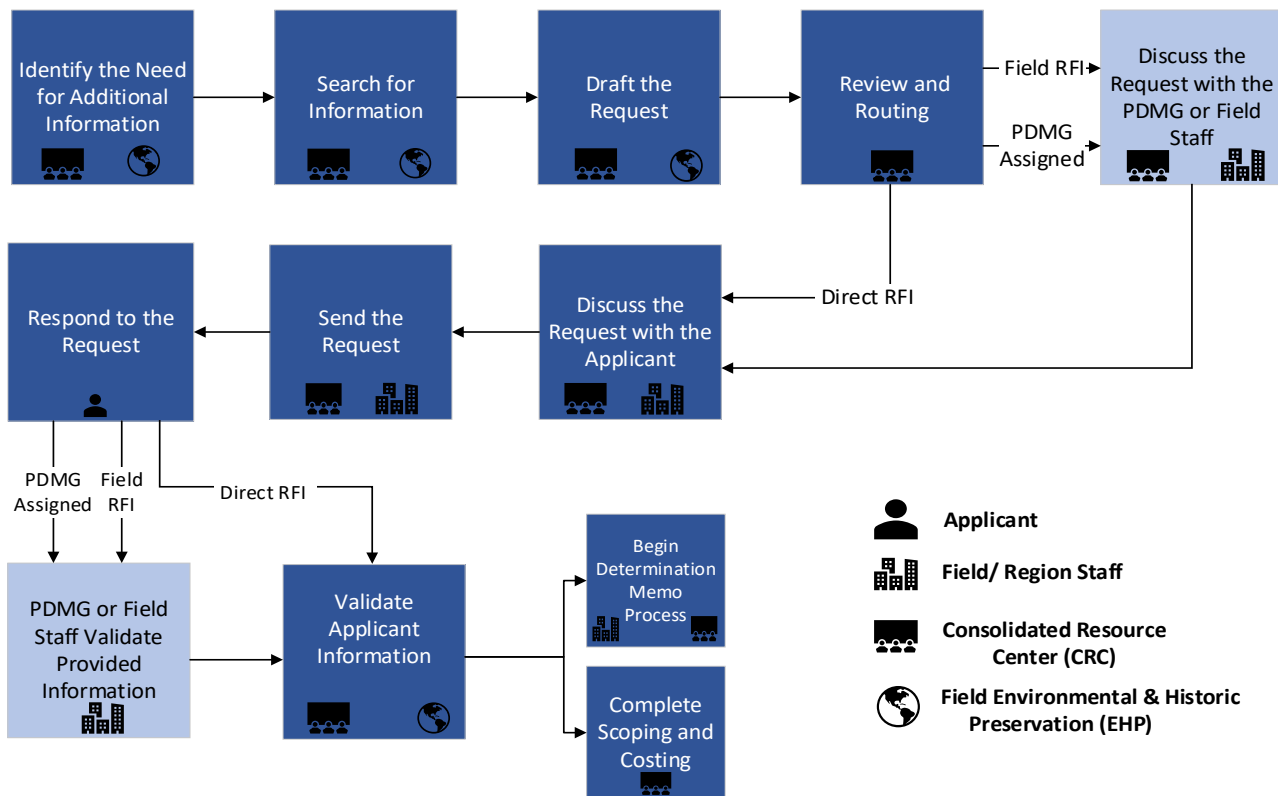 Identify the Need
for Additional
Information
Search for
Information
Draft the
Request
Review and
Routing
Field RFI
PDMG
Assigned
Discuss the
Request with the
PDMG or Field
Staff
Respond to the
Request
Send the
Request
Discuss the
Request with the
Applicant
Direct RFI
PDMG
Assigned
Field
RFI
Direct RFI
PDMG or Field
Staff Validate
Provided
Information
Validate
Applicant
Information
Begin
Determination
Memo
Process
Complete
Scoping and
Costing
Applicant
Field/ Region Staff
Consolidated Resource
Center (CRC)
Field Environmental & Historic
Preservation (EHP)